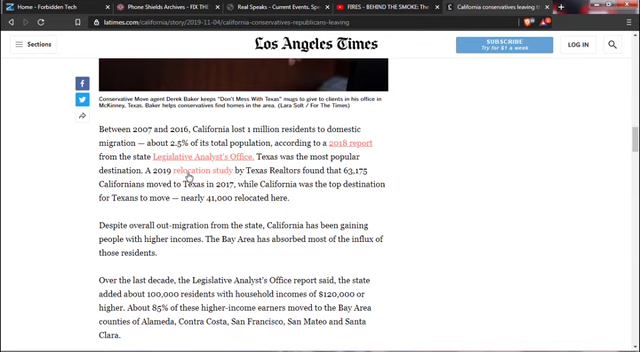 Home - Forbidden Tech
Phone Shields Archives - FIX THE
Real Speaks - Current Events. Spe
FIRES - BEHIND THE SMOKE: The
California conservatives leaving th
latimes.com/california/story/2019-11-04/california-conservatives-republicans-leaving
Sections
Los Angeles Times
SUBSCRIBE
Try for $1 a week
LOG IN
Conservative Move agent Derek Baker keeps "Don't Mess With Texas" mugs to give to clients in his office in
McKinney, Texas. Baker helps conservatives find homes in the area. (Lara Solt / For The Times)
Between 2007 and 2016, California lost 1 million residents to domestic
migration — about 2.5% of its total population, according to a 2018 report
from the state Legislative Analyst's Office. Texas was the most popular
destination. A 2019 relocation study by Texas Realtors found that 63,175
Californians moved to Texas in 2017, while California was the top destination
for Texans to move — nearly 41,000 relocated here.
Despite overall out-migration from the state, California has been gaining
people with higher incomes. The Bay Area has absorbed most of the influx of
those residents.
Over the last decade, the Legislative Analyst's Office report said, the state
added about 100,000 residents with household incomes of $120,000 or
higher. About 85% of these higher-income earners moved to the Bay Area
counties of Alameda, Contra Costa, San Francisco, San Mateo and Santa
Clara.